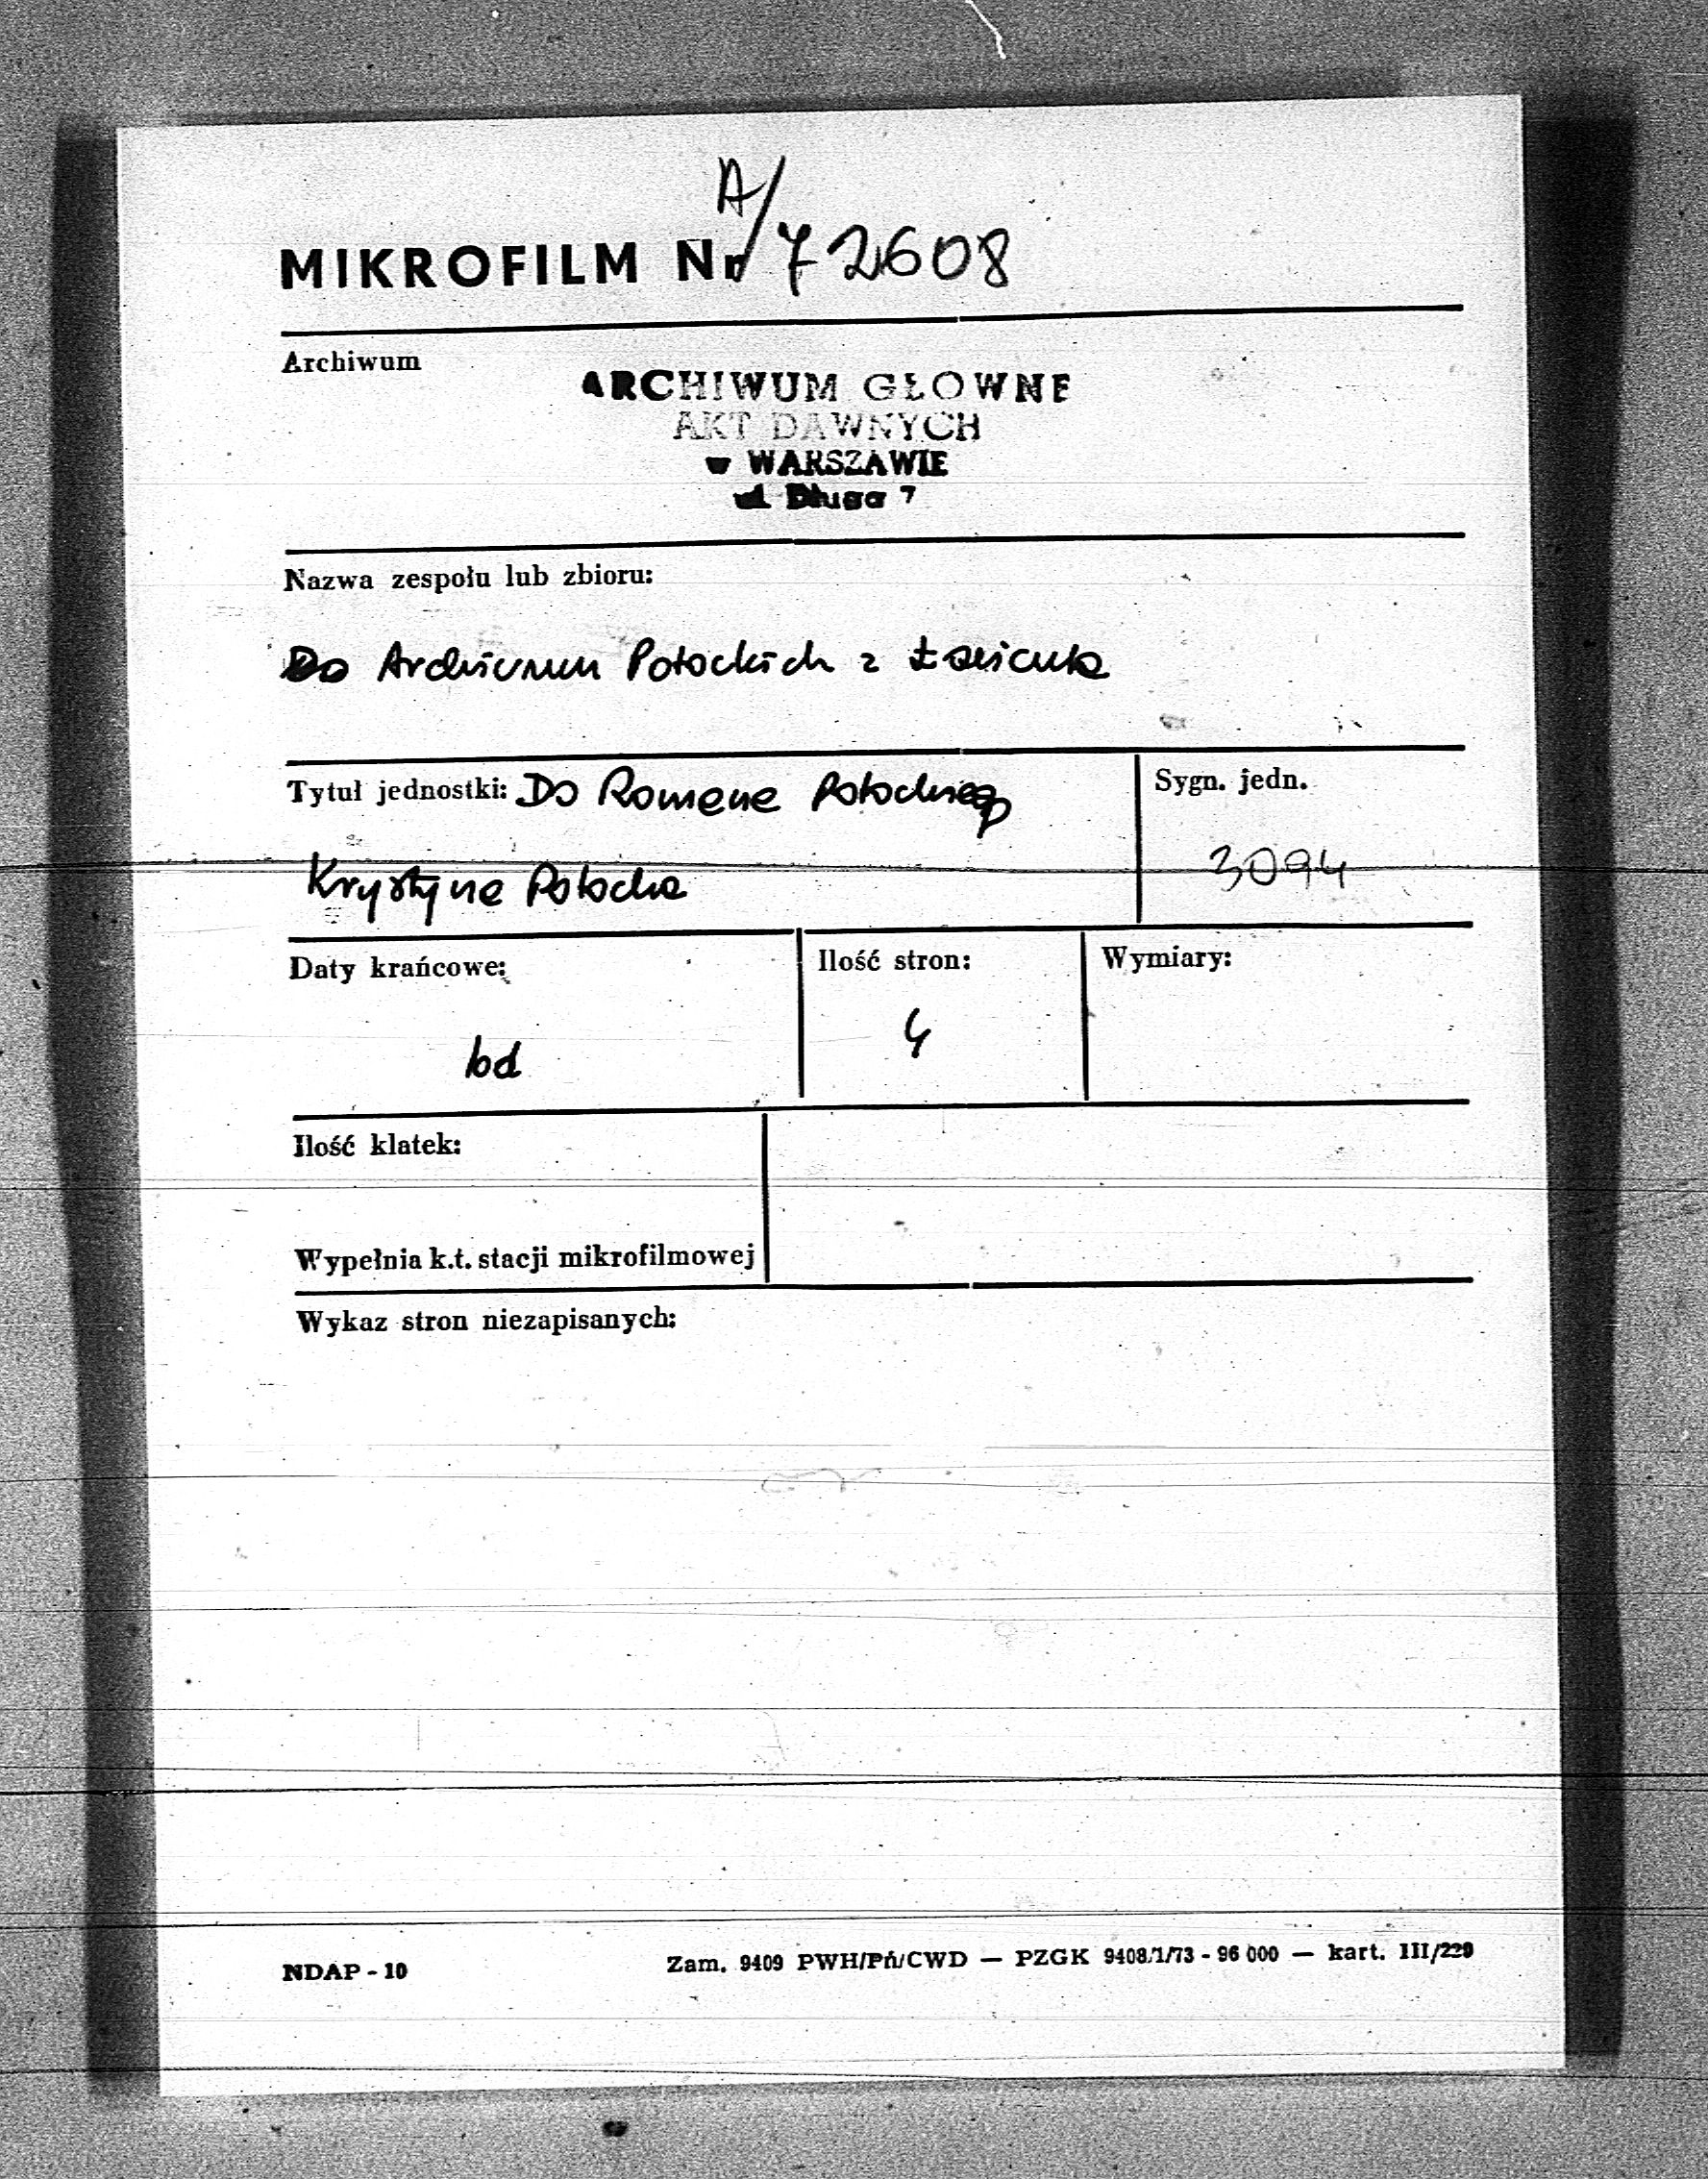 A/
MIKROFILM Nr 72608
Archiwum
ARCHIWUM GŁOWNE
AKT DAWNYCH
w WARSZAWIE
ul. Długa 7
Nazwa zespołu lub zbioru:
Do Archiwum Potockich z Łańcuta
Tytuł jednostki: Do Romana Potockiego
Sygn. jedn.
Krystyna Potocka
3094
Daty krańcowe:
Ilość stron:
Wymiary:
bd
4
Ilość klatek:
Wypełnia k.t. stacji mikrofilmowej
Wykaz stron niezapisanych:
NDAP - 10
Zam. 9409 PWH/Pń/CWD — PZGK 9408/1/73 - 96 000 — kart. III/229